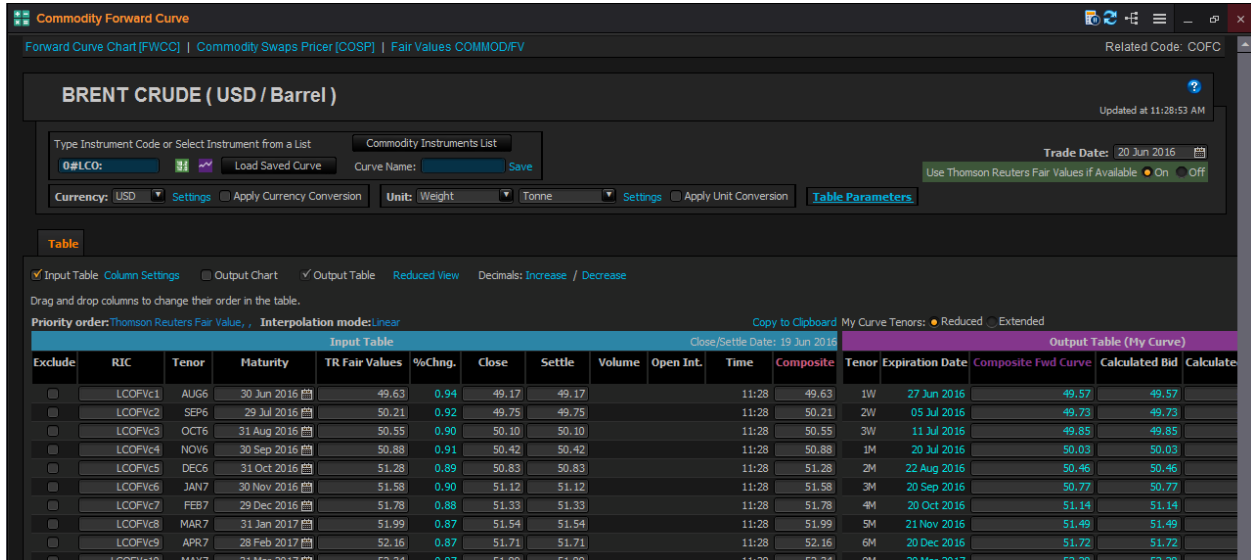 Commodity Forward Curve
Forward Curve Chart [FWCC] | Commodity Swaps Pricer [COSP] | Fair Values COMMOD/FV Related Code: COFC
BRENT CRUDE ( USD / Barrel ) ?
Updated at 11:28:53 AM
Type Instrument Code or Select Instrument from a List Commodity Instruments List
Trade Date: 20 Jun 2016
0#LCO: Load Saved Curve Curve Name: Save
Use Thomson Reuters Fair Values if Available On Off
Currency: USD Settings Apply Currency Conversion Unit: Weight Tonne Settings Apply Unit Conversion Table Parameters
Table
Input Table Column Settings Output Chart Output Table Reduced View Decimals: Increase / Decrease
Drag and drop columns to change their order in the table.
Priority order:Thomson Reuters Fair Value, , Interpolation mode:Linear Copy to Clipboard My Curve Tenors: Reduced Extended
Input Table Close/Settle Date: 19 Jun 2016 Output Table (My Curve)
Exclude RIC Tenor Maturity TR Fair Values %Chng. Close Settle Volume Open Int. Time Composite Tenor Expiration Date Composite Fwd Curve Calculated Bid Calculate
LCOFVc1 AUG6 30 Jun 2016 49.63 0.94 49.17 49.17 11:28 49.63 1W 27 Jun 2016 49.57 49.57
LCOFVc2 SEP6 29 Jul 2016 50.21 0.92 49.75 49.75 11:28 50.21 2W 05 Jul 2016 49.73 49.73
LCOFVc3 OCT6 31 Aug 2016 50.55 0.90 50.10 50.10 11:28 50.55 3W 11 Jul 2016 49.85 49.85
LCOFVc4 NOV6 30 Sep 2016 50.88 0.91 50.42 50.42 11:28 50.88 1M 20 Jul 2016 50.03 50.03
LCOFVc5 DEC6 31 Oct 2016 51.28 0.89 50.83 50.83 11:28 51.28 2M 22 Aug 2016 50.46 50.46
LCOFVc6 JAN7 30 Nov 2016 51.58 0.90 51.12 51.12 11:28 51.58 3M 20 Sep 2016 50.77 50.77
LCOFVc7 FEB7 29 Dec 2016 51.78 0.88 51.33 51.33 11:28 51.78 4M 20 Oct 2016 51.14 51.14
LCOFVc8 MAR7 31 Jan 2017 51.99 0.87 51.54 51.54 11:28 51.99 5M 21 Nov 2016 51.49 51.49
LCOFVc9 APR7 28 Feb 2017 52.16 0.87 51.71 51.71 11:28 52.16 6M 20 Dec 2016 51.72 51.72